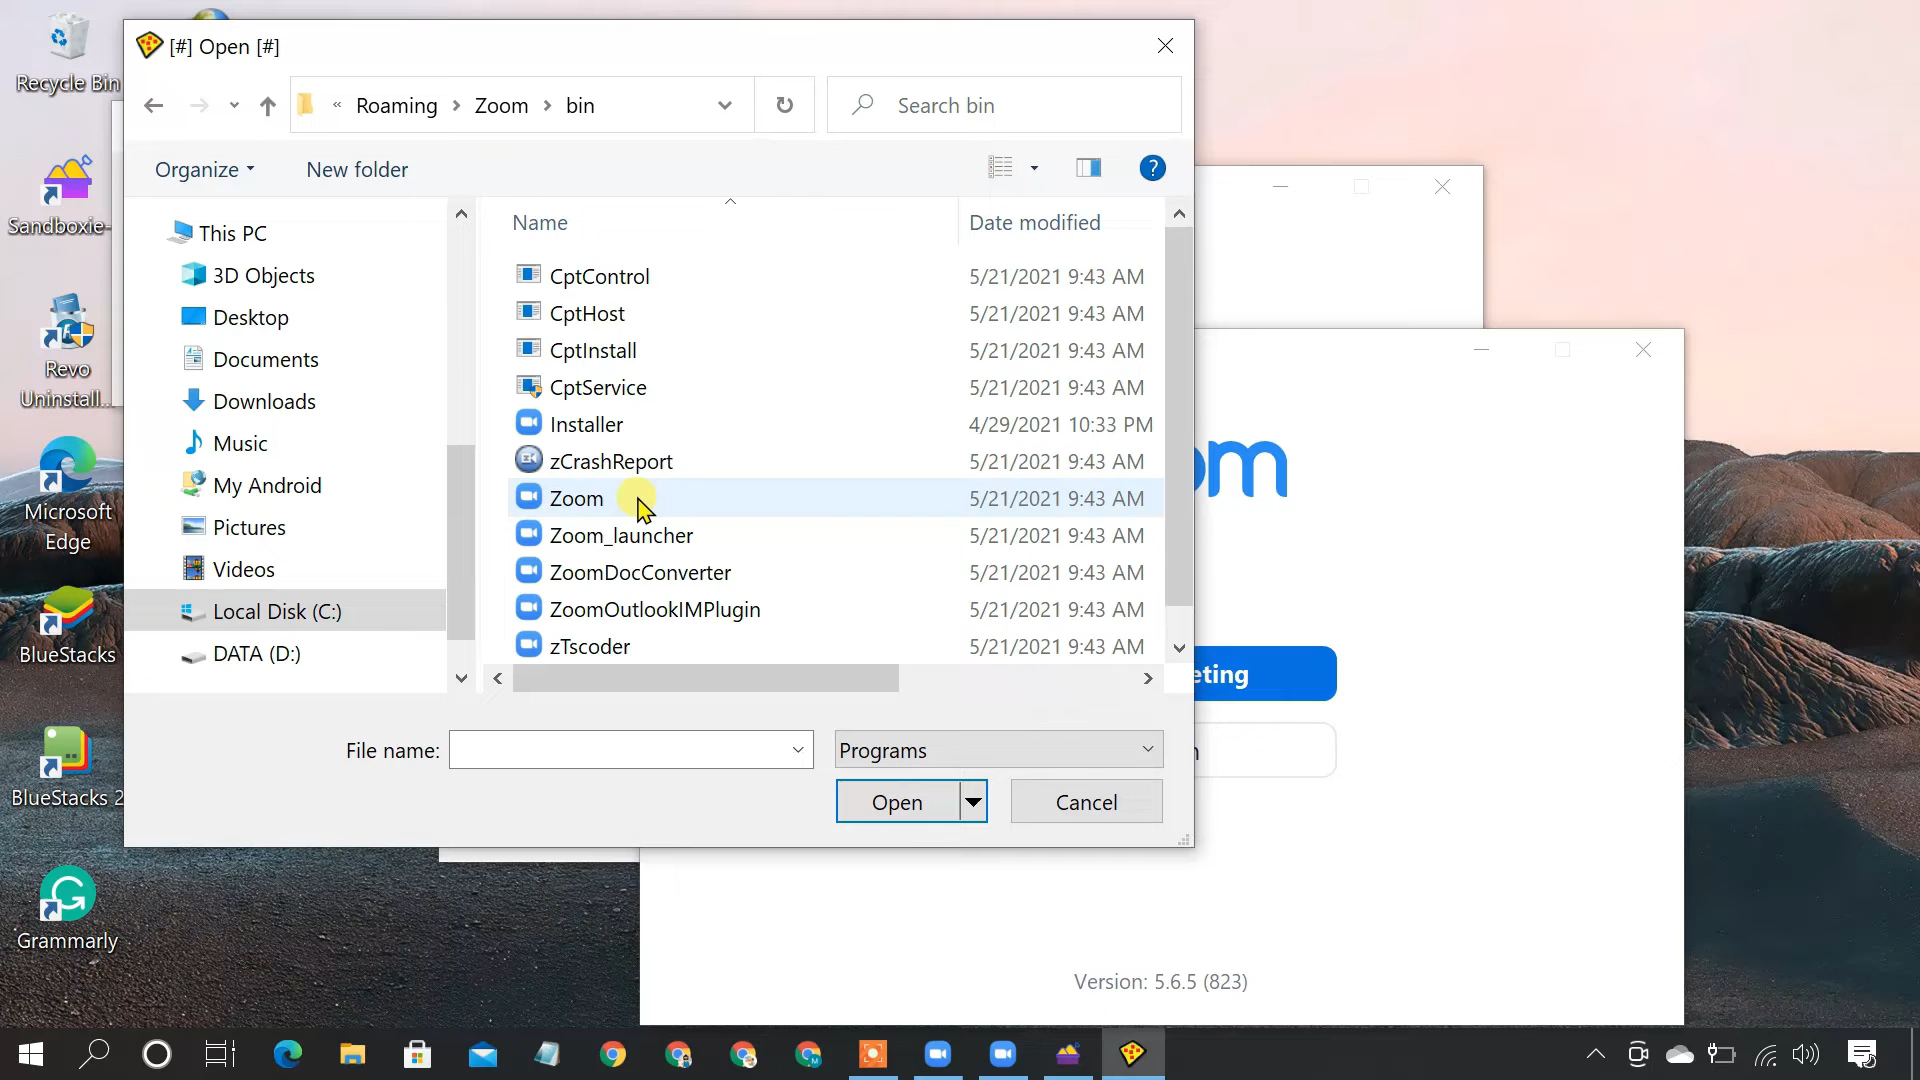 Recycle Bin
Sandboxie-
Revo
Uninstall...
Microsoft
Edge
BlueStacks
BlueStacks 2
Grammarly
[#] Open [#]
« Roaming > Zoom > bin
Search bin
Organize
New folder
?
This PC
3D Objects
Desktop
Documents
Downloads
Music
My Android
Pictures
Videos
Local Disk (C:)
DATA (D:)
Name Date modified
CptControl 5/21/2021 9:43 AM
CptHost 5/21/2021 9:43 AM
CptInstall 5/21/2021 9:43 AM
CptService 5/21/2021 9:43 AM
Installer 4/29/2021 10:33 PM
zCrashReport 5/21/2021 9:43 AM
Zoom 5/21/2021 9:43 AM
Zoom_launcher 5/21/2021 9:43 AM
ZoomDocConverter 5/21/2021 9:43 AM
ZoomOutlookIMPlugin 5/21/2021 9:43 AM
zTscoder 5/21/2021 9:43 AM
File name:
Programs
Open
Cancel
om
eting
Version: 5.6.5 (823)